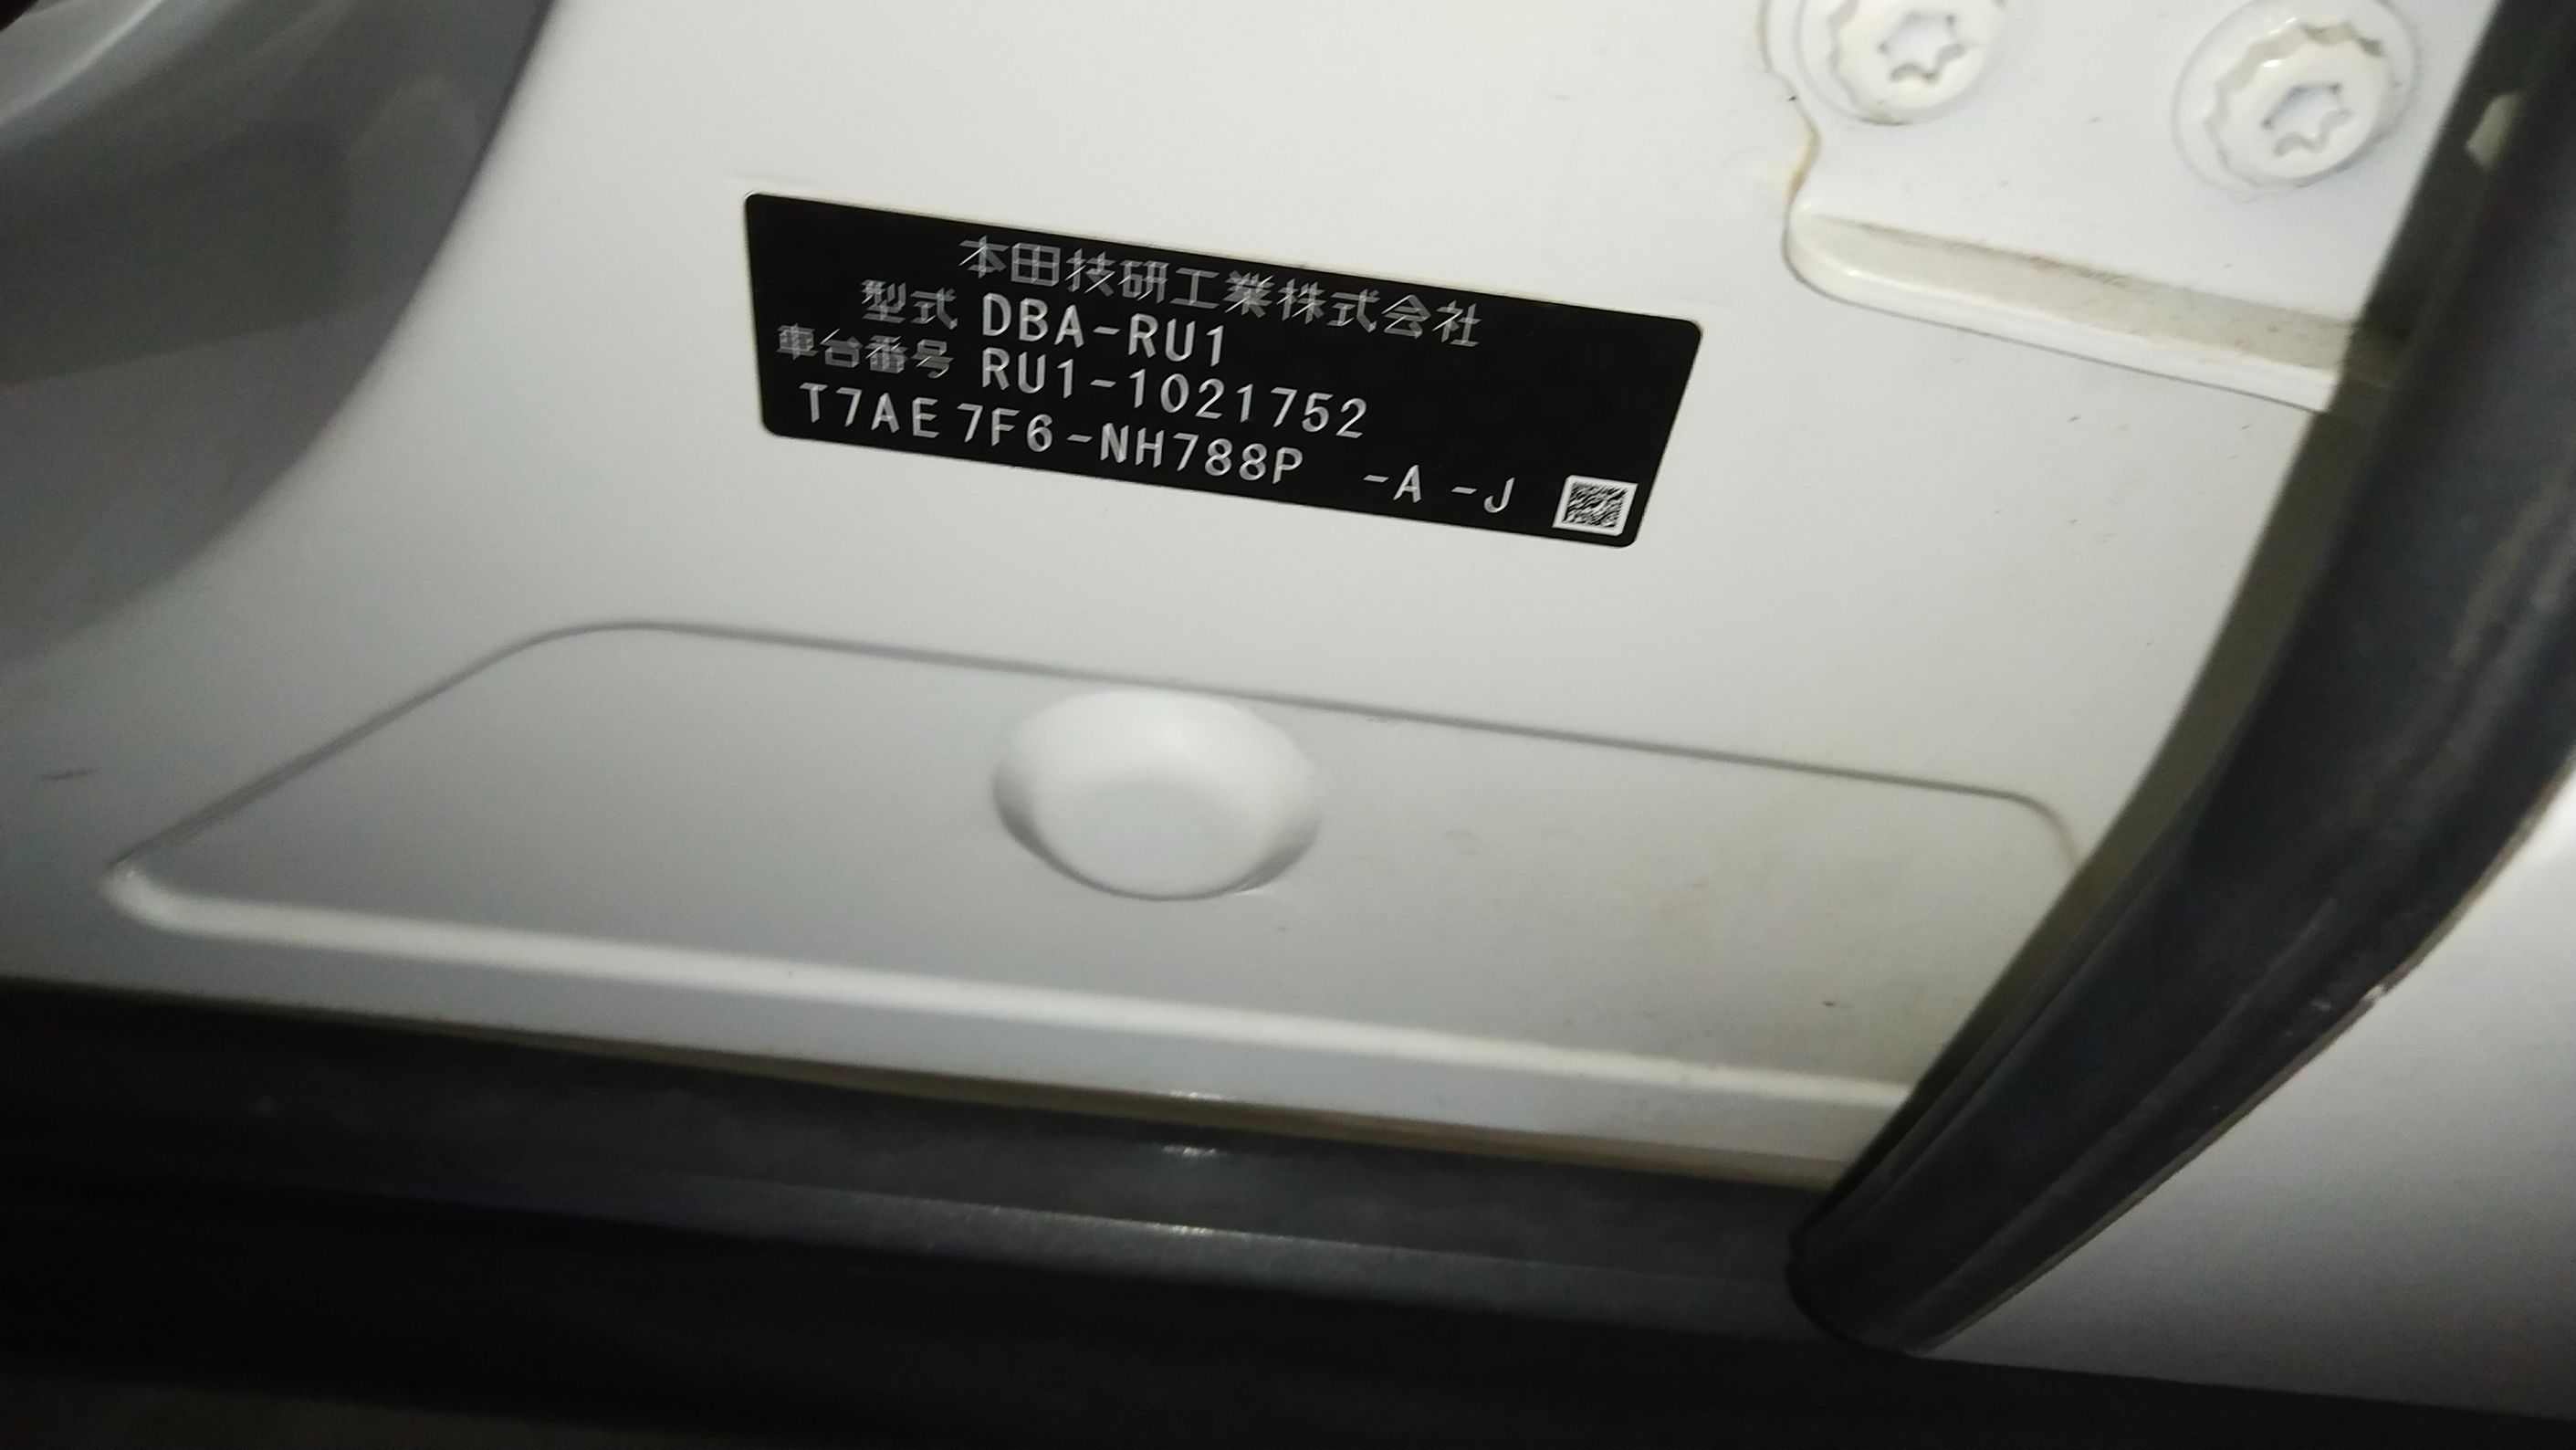 本田技研工業株式会社
型式 DBA-RU1
車台番号 RU1-1021752
T7AE7F6-NH788P -A -J